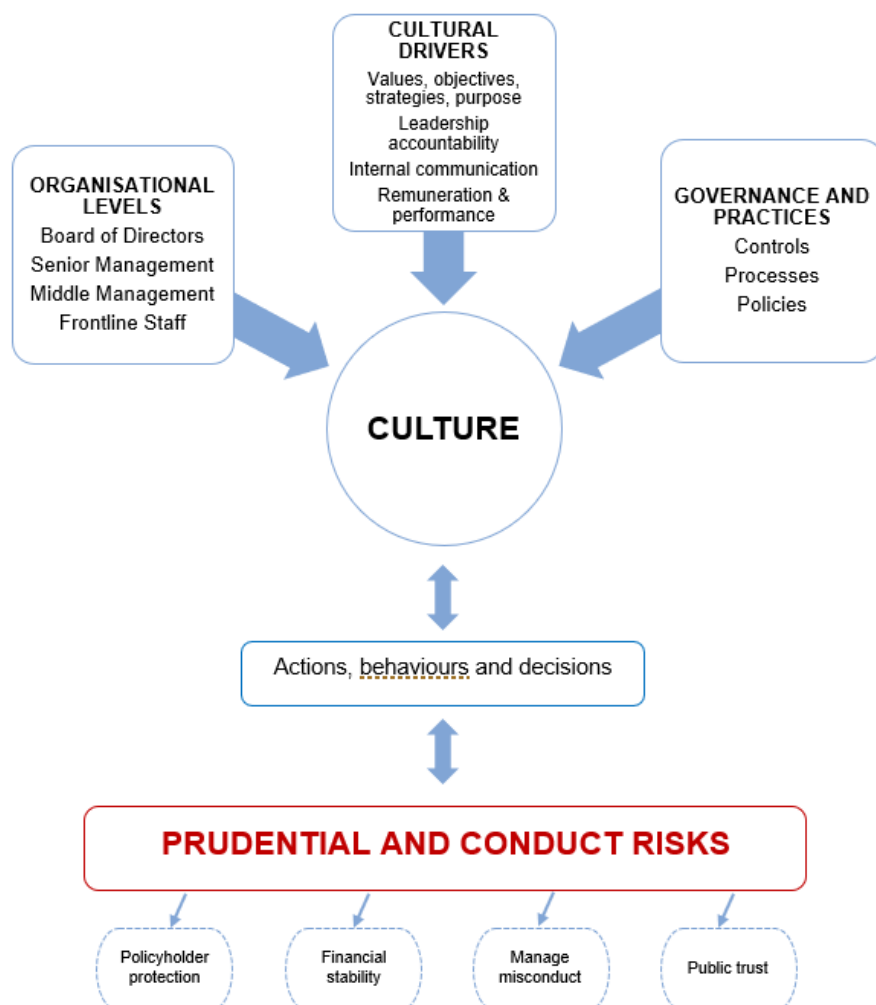 CULTURAL
DRIVERS
Values, objectives,
strategies, purpose
Leadership
accountability
Internal communication
Remuneration &
performance
ORGANISATIONAL
LEVELS
Board of Directors
Senior Management
Middle Management
Frontline Staff
GOVERNANCE AND
PRACTICES
Controls
Processes
Policies
CULTURE
Actions, behaviours and decisions
PRUDENTIAL AND CONDUCT RISKS
Policyholder
protection
Financial
stability
Manage
misconduct
Public trust